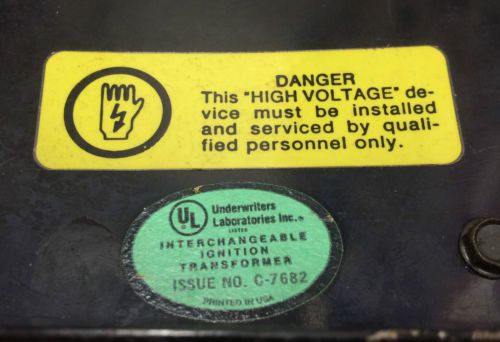 DANGER
This "HIGH VOLTAGE" de-
vice must be installed
and serviced by quali-
fied personnel only.
UL
Underwriters
Laboratories Inc.®
LISTED
INTERCHANGEABLE
IGNITION
TRANSFORMER
ISSUE NO. C-7682
PRINTED IN USA